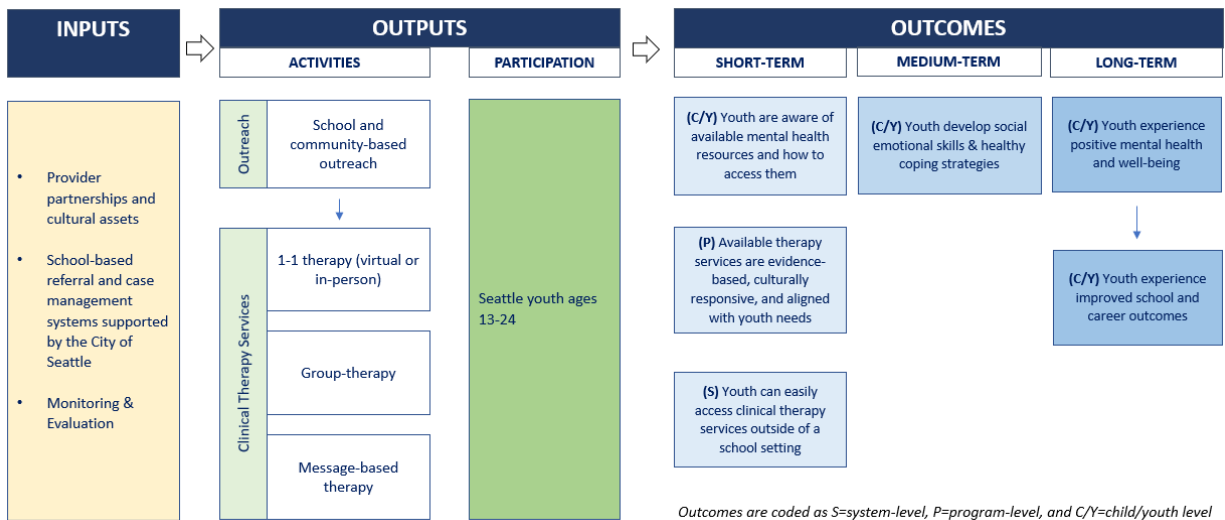 INPUTS
OUTPUTS
OUTCOMES
ACTIVITIES
PARTICIPATION
SHORT-TERM
MEDIUM-TERM
LONG-TERM
• Provider
partnerships and
cultural assets
• School-based
referral and case
management
systems supported
by the City of
Seattle
• Monitoring &
Evaluation
Outreach
School and
community-based
outreach
Clinical Therapy Services
1-1 therapy (virtual or
in-person)
Group-therapy
Message-based
therapy
Seattle youth ages
13-24
(C/Y) Youth are aware of
available mental health
resources and how to
access them
(P) Available therapy
services are evidence-
based, culturally
responsive, and aligned
with youth needs
(S) Youth can easily
access clinical therapy
services outside of a
school setting
(C/Y) Youth develop social
emotional skills & healthy
coping strategies
(C/Y) Youth experience
positive mental health
and well-being
(C/Y) Youth experience
improved school and
career outcomes
Outcomes are coded as S=system-level, P=program-level, and C/Y=child/youth level